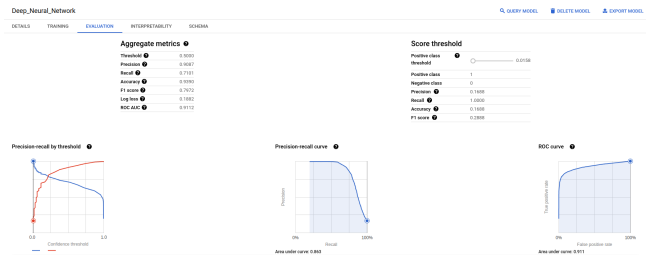 Deep_Neural_Network
QUERY MODEL
DELETE MODEL
EXPORT MODEL
DETAILS
TRAINING
EVALUATION
INTERPRETABILITY
SCHEMA
Aggregate metrics
Threshold 0.5000
Precision 0.9087
Recall 0.7101
Accuracy 0.9390
F1 score 0.7973
Log loss 0.1882
ROC AUC 0.9112
Score threshold
Positive class threshold 0.0158
Positive class 1
Negative class 0
Precision 0.1689
Recall 1.0000
Accuracy 0.1689
F1 score 0.2889
Precision-recall by threshold
0.0
1.0
Confidence threshold
Precision-recall curve
Precision
0%
100%
Recall
Area under curve: 0.863
ROC curve
True positive rate
0%
100%
False positive rate
Area under curve: 0.911